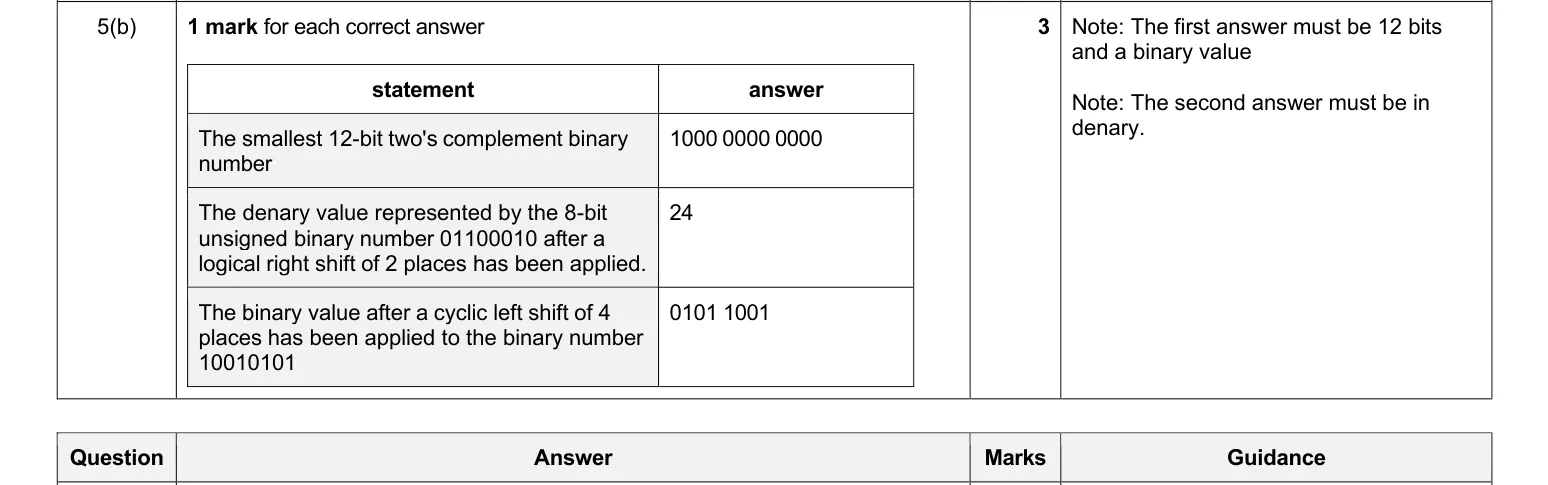 5(b)
1 mark for each correct answer
3
Note: The first answer must be 12 bits
and a binary value
Note: The second answer must be in
denary.
statement
answer
The smallest 12-bit two's complement binary
number
1000 0000 0000
The denary value represented by the 8-bit
unsigned binary number 01100010 after a
logical right shift of 2 places has been applied.
24
The binary value after a cyclic left shift of 4
places has been applied to the binary number
10010101
0101 1001
Question
Answer
Marks
Guidance